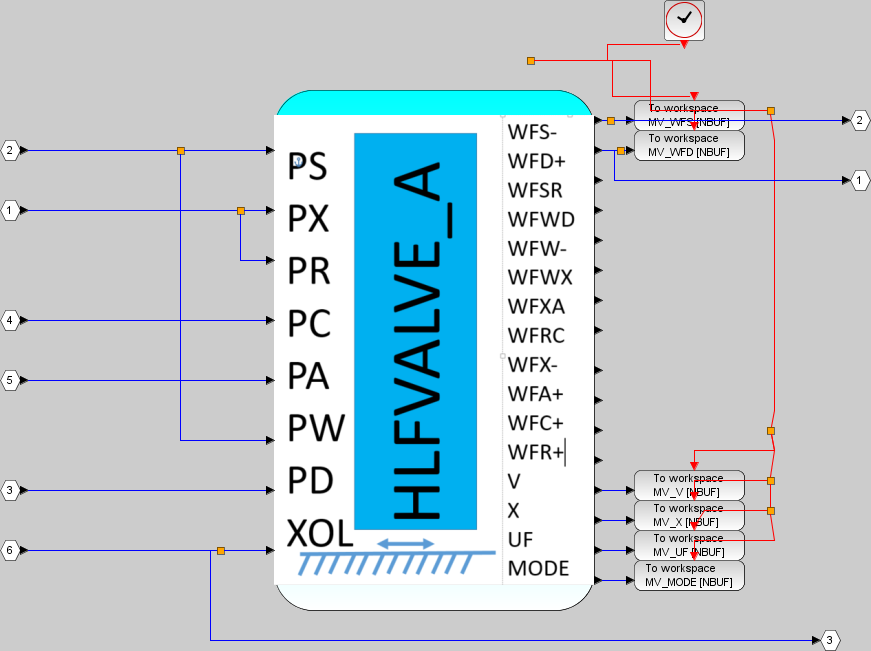 To workspace
MV_WFS [NBUF]
To workspace
MV_WFD [NBUF]
2
1
2
1
4
5
3
6
PS
PX
PR
PC
PA
PW
PD
XOL
HLFVALVE_A
WFS-
WFD+
WFSR
WFWD
WFW-
WFWX
WFXA
WFRC
WFX-
WFA+
WFC+
WFR+
V
X
UF
MODE
To workspace
MV_V [NBUF]
To workspace
MV_X [NBUF]
To workspace
MV_UF [NBUF]
To workspace
MV_MODE [NBUF]
3